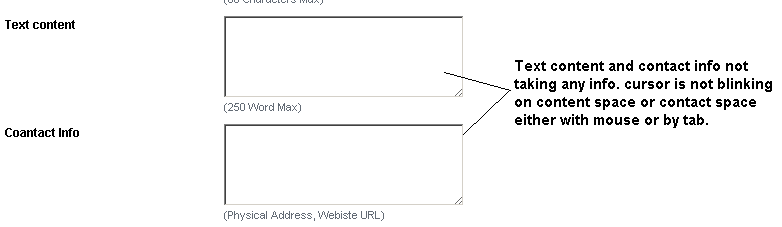 (60 Characters Max)
Text content
Text content and contact info not
taking any info. cursor is not blinking
on content space or contact space
either with mouse or by tab.
(250 Word Max)
Coantact Info
(Physical Address, Webiste URL)